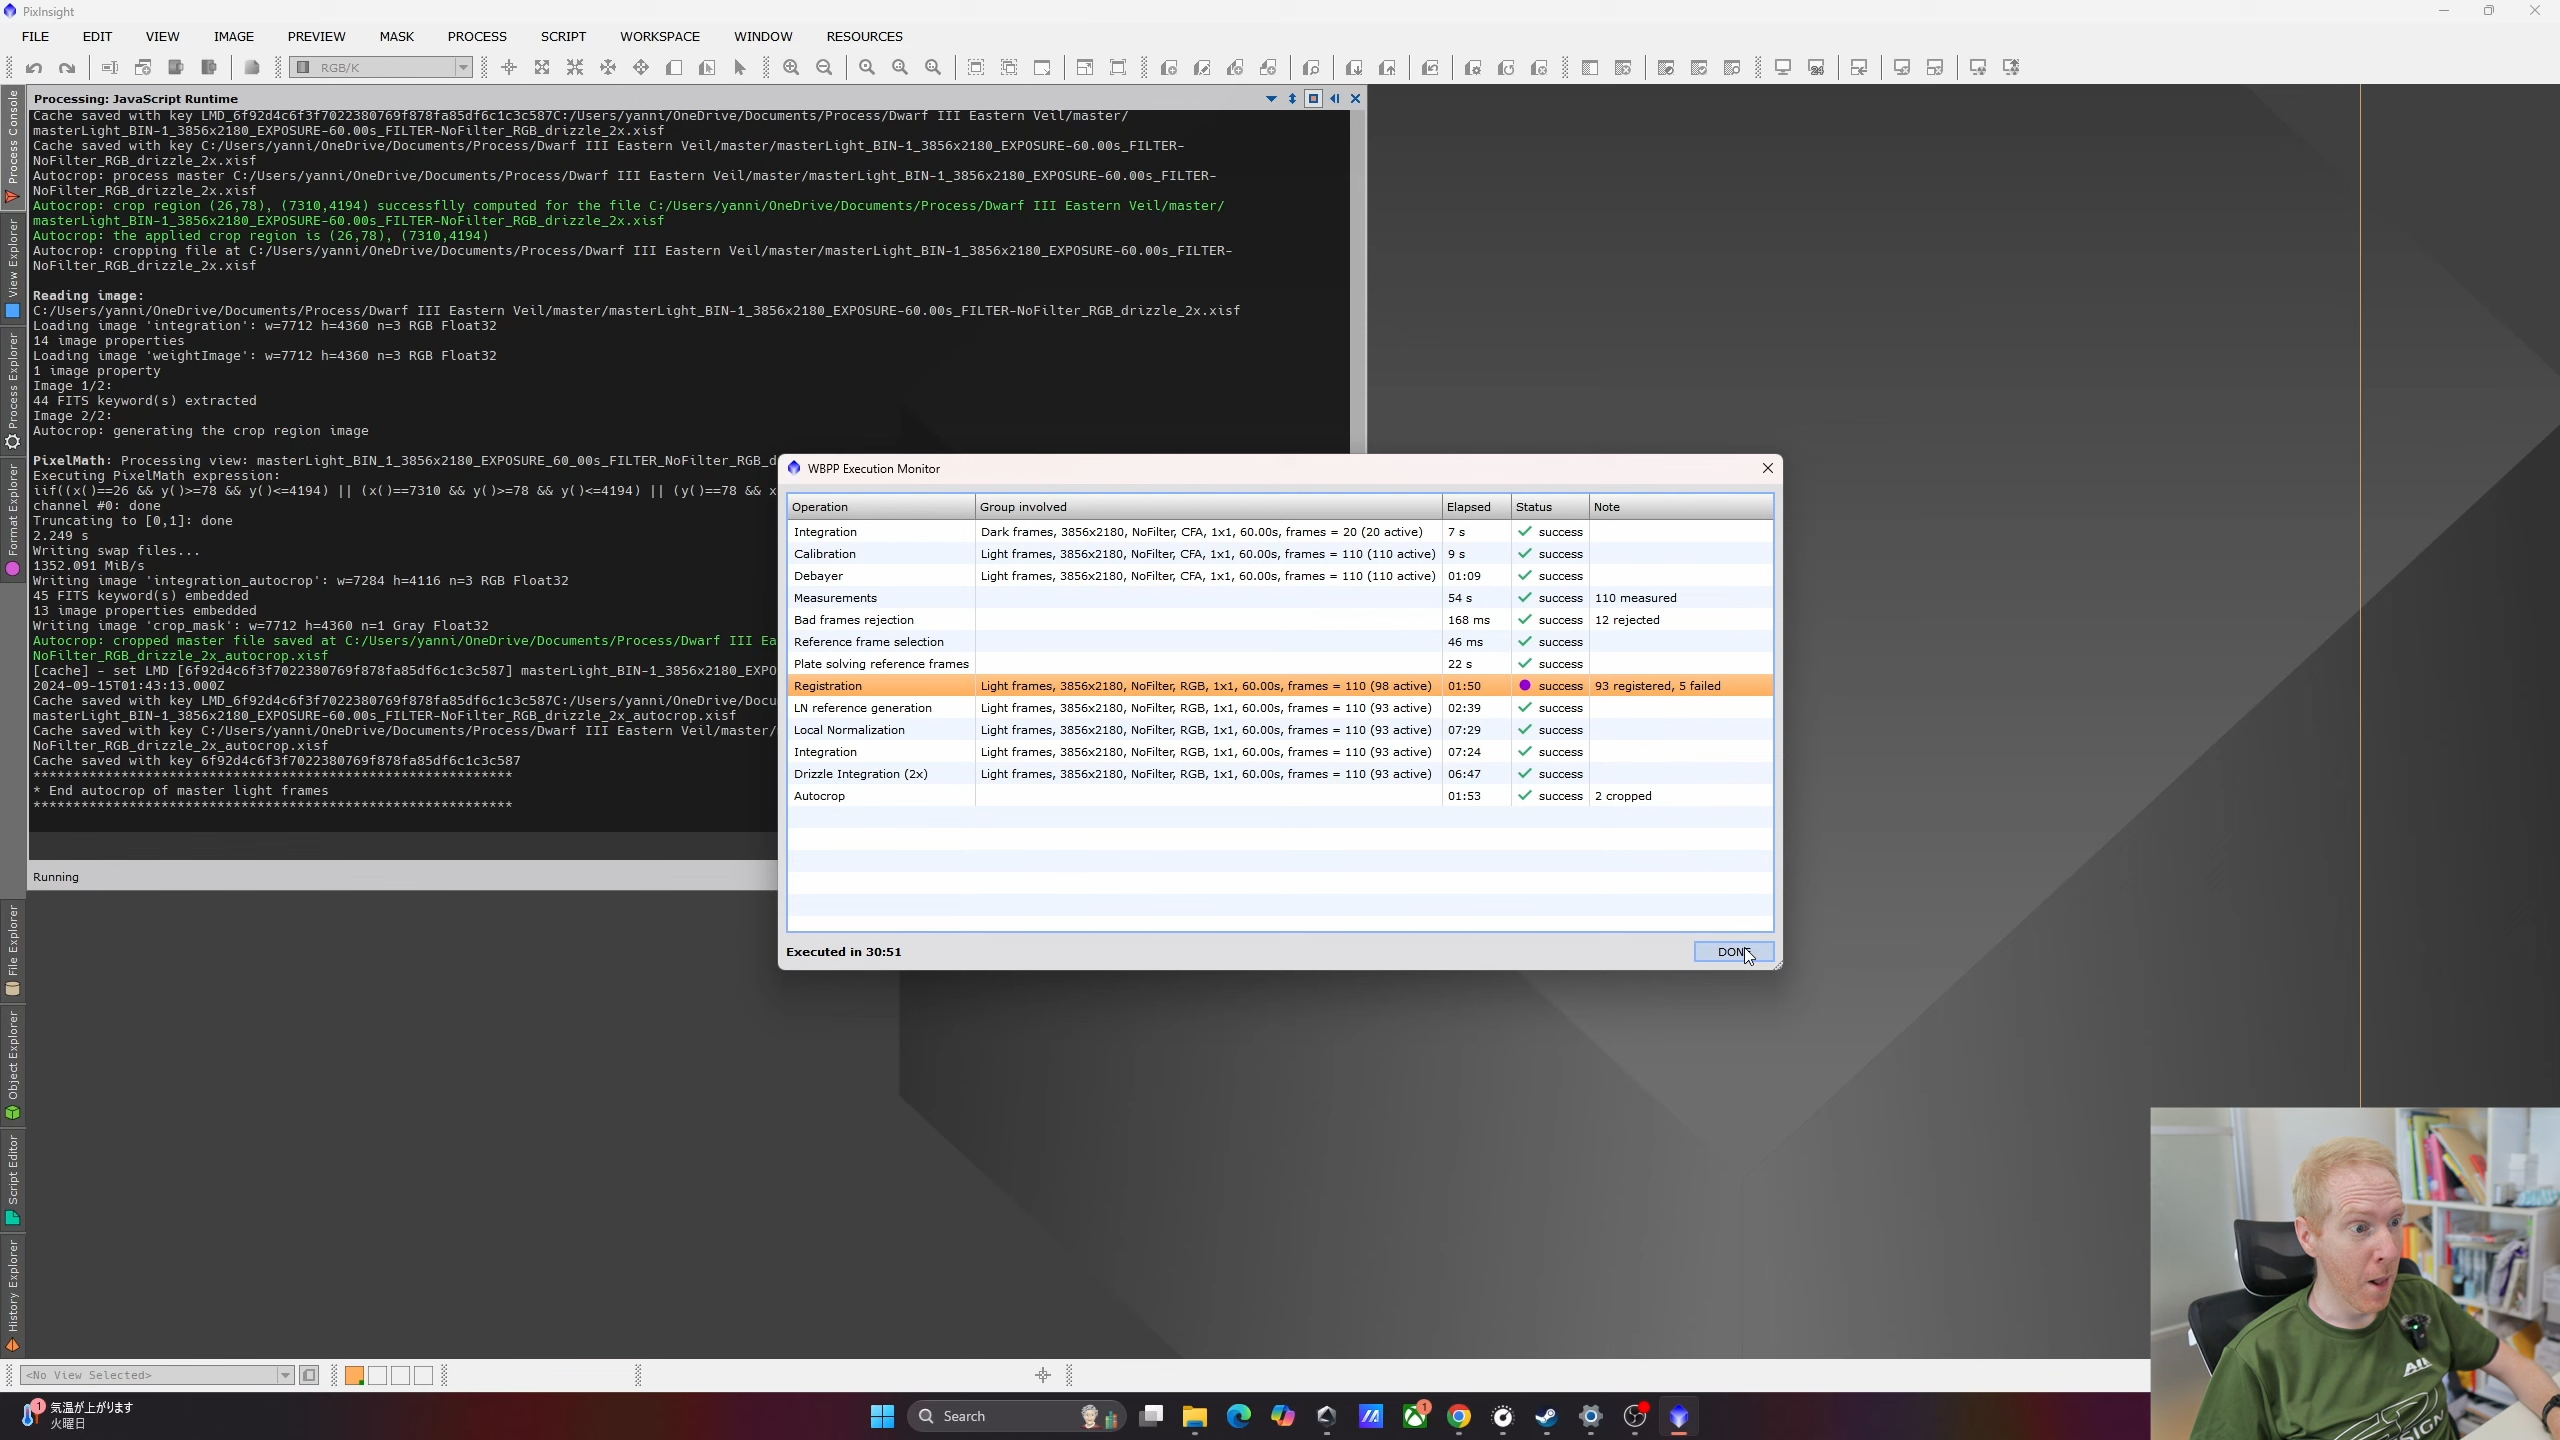 PixInsight
FILE EDIT VIEW IMAGE PREVIEW MASK PROCESS SCRIPT WORKSPACE WINDOW RESOURCES
RGB/K
Processing: JavaScript Runtime
Cache saved with key LMD_6f92d4c6f3f7022380769f878fa85df6c1c3c587C:/Users/yanni/OneDrive/Documents/Process/Dwarf III Eastern Veil/master/
masterLight_BIN-1_3856x2180_EXPOSURE-60.00s_FILTER-NoFilter_RGB_drizzle_2x.xisf
Cache saved with key C:/Users/yanni/OneDrive/Documents/Process/Dwarf III Eastern Veil/master/masterLight_BIN-1_3856x2180_EXPOSURE-60.00s_FILTER-
NoFilter_RGB_drizzle_2x.xisf
Autocrop: process master C:/Users/yanni/OneDrive/Documents/Process/Dwarf III Eastern Veil/master/masterLight_BIN-1_3856x2180_EXPOSURE-60.00s_FILTER-
NoFilter_RGB_drizzle_2x.xisf
Autocrop: crop region (26,78), (7310,4194) successflly computed for the file C:/Users/yanni/OneDrive/Documents/Process/Dwarf III Eastern Veil/master/
masterLight_BIN-1_3856x2180_EXPOSURE-60.00s_FILTER-NoFilter_RGB_drizzle_2x.xisf
Autocrop: the applied crop region is (26,78), (7310,4194)
Autocrop: cropping file at C:/Users/yanni/OneDrive/Documents/Process/Dwarf III Eastern Veil/master/masterLight_BIN-1_3856x2180_EXPOSURE-60.00s_FILTER-
NoFilter_RGB_drizzle_2x.xisf
Reading image:
C:/Users/yanni/OneDrive/Documents/Process/Dwarf III Eastern Veil/master/masterLight_BIN-1_3856x2180_EXPOSURE-60.00s_FILTER-NoFilter_RGB_drizzle_2x.xisf
Loading image 'integration': w=7712 h=4360 n=3 RGB Float32
14 image properties
Loading image 'weightImage': w=7712 h=4360 n=3 RGB Float32
1 image property
Image 1/2:
44 FITS keyword(s) extracted
Image 2/2:
Autocrop: generating the crop region image
PixelMath: Processing view: masterLight_BIN_1_3856x2180_EXPOSURE_60_00s_FILTER_NoFilter_RGB_d
Executing PixelMath expression:
iif((x()==26 && y()>=78 && y()<=4194) || (x()==7310 && y()>=78 && y()<=4194) || (y()==78 && x
channel #0: done
Truncating to [0,1]: done
2.249 s
Writing swap files...
1352.091 MiB/s
Writing image 'integration_autocrop': w=7284 h=4116 n=3 RGB Float32
45 FITS keyword(s) embedded
13 image properties embedded
Writing image 'crop_mask': w=7712 h=4360 n=1 Gray Float32
Autocrop: cropped master file saved at C:/Users/yanni/OneDrive/Documents/Process/Dwarf III Ea
NoFilter_RGB_drizzle_2x_autocrop.xisf
[cache] - set LMD [6f92d4c6f3f7022380769f878fa85df6c1c3c587] masterLight_BIN-1_3856x2180_EXPO
2024-09-15T01:43:13.000Z
Cache saved with key LMD_6f92d4c6f3f7022380769f878fa85df6c1c3c587C:/Users/yanni/OneDrive/Docu
masterLight_BIN-1_3856x2180_EXPOSURE-60.00s_FILTER-NoFilter_RGB_drizzle_2x_autocrop.xisf
Cache saved with key C:/Users/yanni/OneDrive/Documents/Process/Dwarf III Eastern Veil/master/
NoFilter_RGB_drizzle_2x_autocrop.xisf
Cache saved with key 6f92d4c6f3f7022380769f878fa85df6c1c3c587
************************************************************
* End autocrop of master light frames
************************************************************
Running
Process Console
View Explorer
Process Explorer
Format Explorer
File Explorer
Object Explorer
Script Editor
History Explorer
WBPP Execution Monitor
Operation Group involved Elapsed Status Note
Integration Dark frames, 3856x2180, NoFilter, CFA, 1x1, 60.00s, frames = 20 (20 active) 7 s success
Calibration Light frames, 3856x2180, NoFilter, CFA, 1x1, 60.00s, frames = 110 (110 active) 9 s success
Debayer Light frames, 3856x2180, NoFilter, CFA, 1x1, 60.00s, frames = 110 (110 active) 01:09 success
Measurements 54 s success 110 measured
Bad frames rejection 168 ms success 12 rejected
Reference frame selection 46 ms success
Plate solving reference frames 22 s success
Registration Light frames, 3856x2180, NoFilter, RGB, 1x1, 60.00s, frames = 110 (98 active) 01:50 success 93 registered, 5 failed
LN reference generation Light frames, 3856x2180, NoFilter, RGB, 1x1, 60.00s, frames = 110 (93 active) 02:39 success
Local Normalization Light frames, 3856x2180, NoFilter, RGB, 1x1, 60.00s, frames = 110 (93 active) 07:29 success
Integration Light frames, 3856x2180, NoFilter, RGB, 1x1, 60.00s, frames = 110 (93 active) 07:24 success
Drizzle Integration (2x) Light frames, 3856x2180, NoFilter, RGB, 1x1, 60.00s, frames = 110 (93 active) 06:47 success
Autocrop 01:53 success 2 cropped
Executed in 30:51
DONE
<No View Selected>
1 気温が上がります
火曜日
Search
1